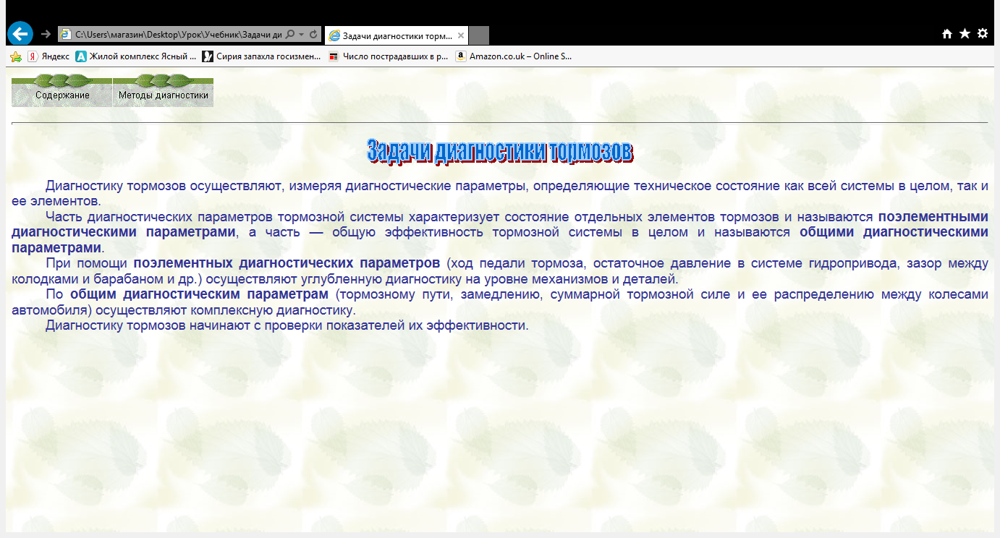 C:\Users\магазин\Desktop\Урок\Учебник\Задачи ди
Задачи диагностики торм...
Яндекс
Жилой комплекс Ясный ...
Сирия запахла госизмен...
Число пострадавших в р...
Amazon.co.uk – Online S...
Содержание
Методы диагностики
Задачи диагностики тормозов
Диагностику тормозов осуществляют, измеряя диагностические параметры, определяющие техническое состояние как всей системы в целом, так и
ее элементов.
Часть диагностических параметров тормозной системы характеризует состояние отдельных элементов тормозов и называются поэлементными
диагностическими параметрами, а часть — общую эффективность тормозной системы в целом и называются общими диагностическими
параметрами.
При помощи поэлементных диагностических параметров (ход педали тормоза, остаточное давление в системе гидропривода, зазор между
колодками и барабаном и др.) осуществляют углубленную диагностику на уровне механизмов и деталей.
По общим диагностическим параметрам (тормозному пути, замедлению, суммарной тормозной силе и ее распределению между колесами
автомобиля) осуществляют комплексную диагностику.
Диагностику тормозов начинают с проверки показателей их эффективности.